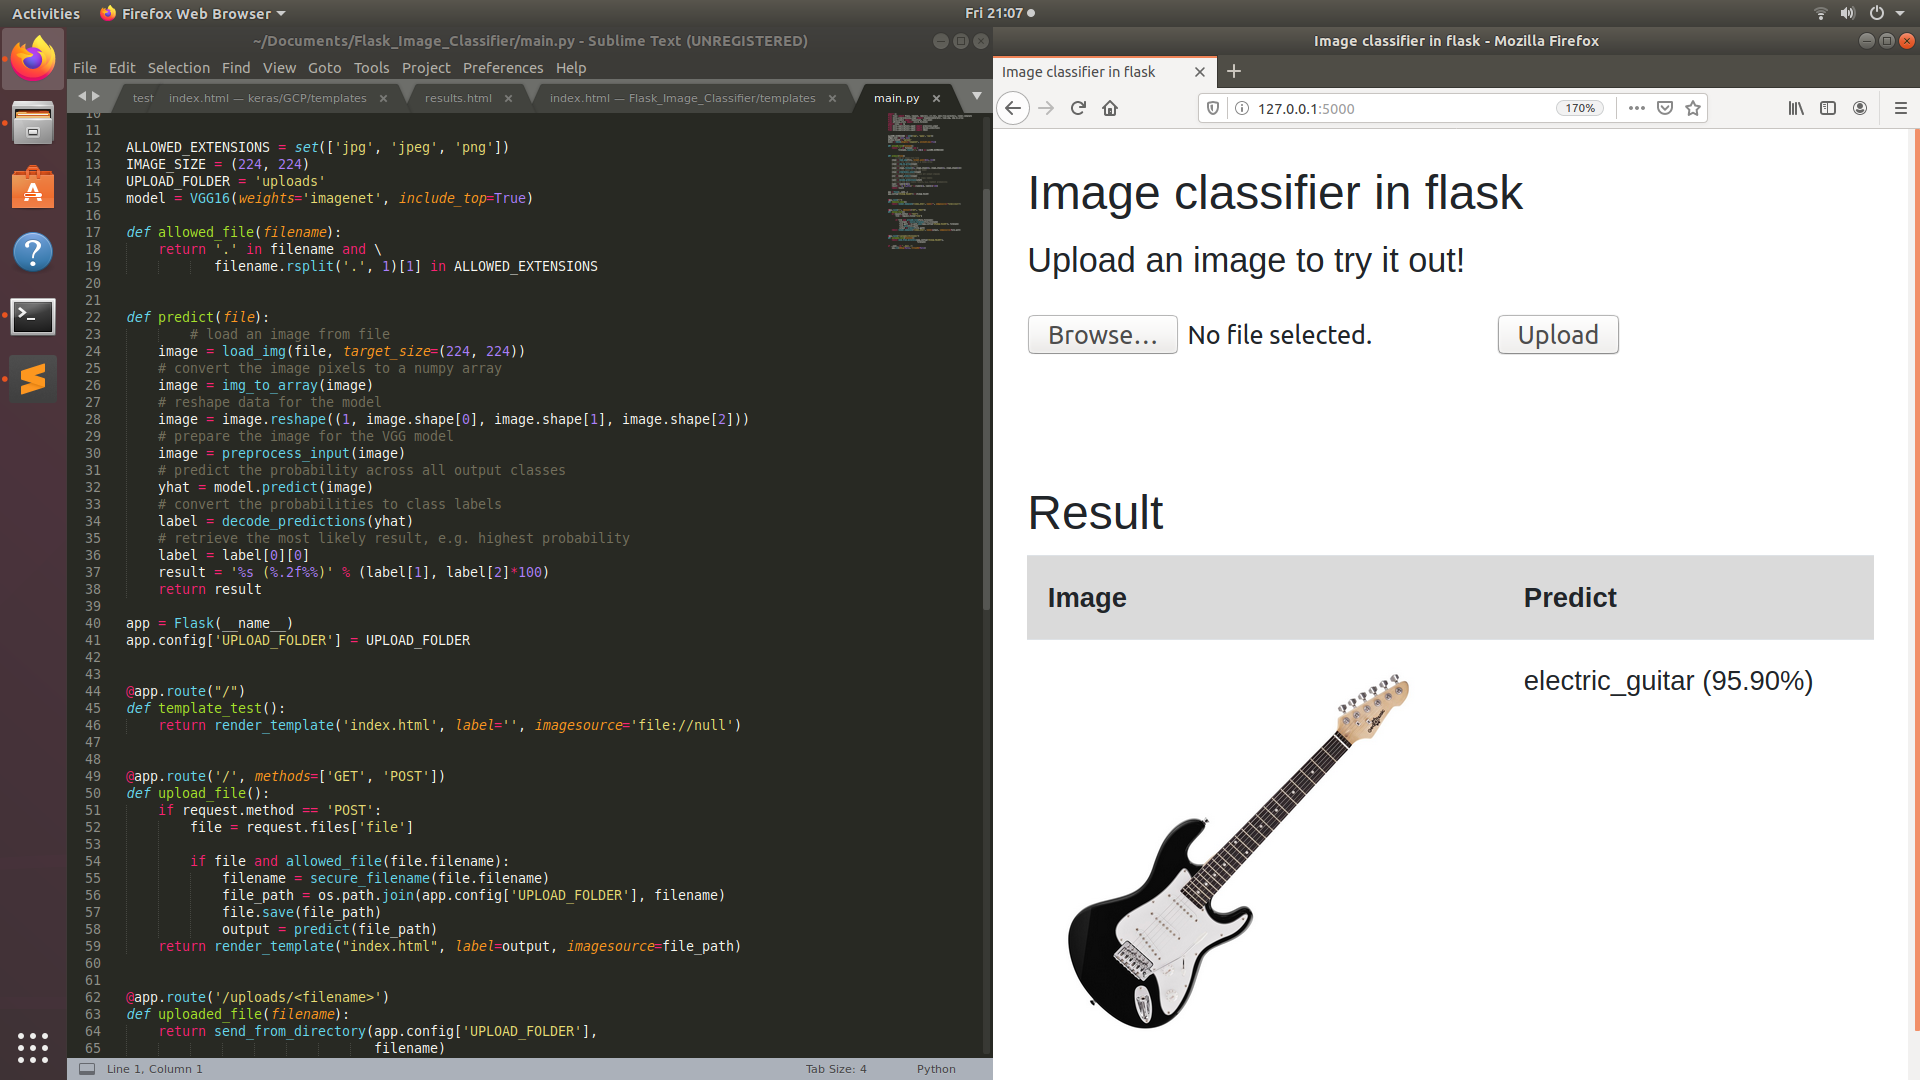 Activities
Firefox Web Browser
Fri 21:07
~/Documents/Flask_Image_Classifier/main.py - Sublime Text (UNREGISTERED)
File Edit Selection Find View Goto Tools Project Preferences Help
test index.html — keras/GCP/templates results.html index.html — Flask_Image_Classifier/templates main.py
10
11
12 ALLOWED_EXTENSIONS = set(['jpg', 'jpeg', 'png'])
13 IMAGE_SIZE = (224, 224)
14 UPLOAD_FOLDER = 'uploads'
15 model = VGG16(weights='imagenet', include_top=True)
16
17 def allowed_file(filename):
18     return '.' in filename and \
19            filename.rsplit('.', 1)[1] in ALLOWED_EXTENSIONS
20
21
22 def predict(file):
23         # load an image from file
24     image = load_img(file, target_size=(224, 224))
25     # convert the image pixels to a numpy array
26     image = img_to_array(image)
27     # reshape data for the model
28     image = image.reshape((1, image.shape[0], image.shape[1], image.shape[2]))
29     # prepare the image for the VGG model
30     image = preprocess_input(image)
31     # predict the probability across all output classes
32     yhat = model.predict(image)
33     # convert the probabilities to class labels
34     label = decode_predictions(yhat)
35     # retrieve the most likely result, e.g. highest probability
36     label = label[0][0]
37     result = '%s (%.2f%%)' % (label[1], label[2]*100)
38     return result
39
40 app = Flask(__name__)
41 app.config['UPLOAD_FOLDER'] = UPLOAD_FOLDER
42
43
44 @app.route("/")
45 def template_test():
46     return render_template('index.html', label='', imagesource='file://null')
47
48
49 @app.route('/', methods=['GET', 'POST'])
50 def upload_file():
51     if request.method == 'POST':
52         file = request.files['file']
53
54         if file and allowed_file(file.filename):
55             filename = secure_filename(file.filename)
56             file_path = os.path.join(app.config['UPLOAD_FOLDER'], filename)
57             file.save(file_path)
58             output = predict(file_path)
59     return render_template("index.html", label=output, imagesource=file_path)
60
61
62 @app.route('/uploads/<filename>')
63 def uploaded_file(filename):
64     return send_from_directory(app.config['UPLOAD_FOLDER'],
65                                filename)
Line 1, Column 1
Tab Size: 4
Python
Image classifier in flask - Mozilla Firefox
Image classifier in flask
127.0.0.1:5000
170%
Image classifier in flask
Upload an image to try it out!
Browse... No file selected. Upload
Result
Image Predict
electric_guitar (95.90%)